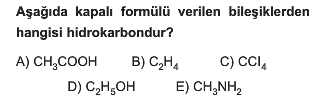 Aşağıda kapalı formülü verilen bileşiklerden
hangisi hidrokarbondur?
A) CH₃COOH B) C₂H₄ C) CCl₄
D) C₂H₅OH E) CH₃NH₂